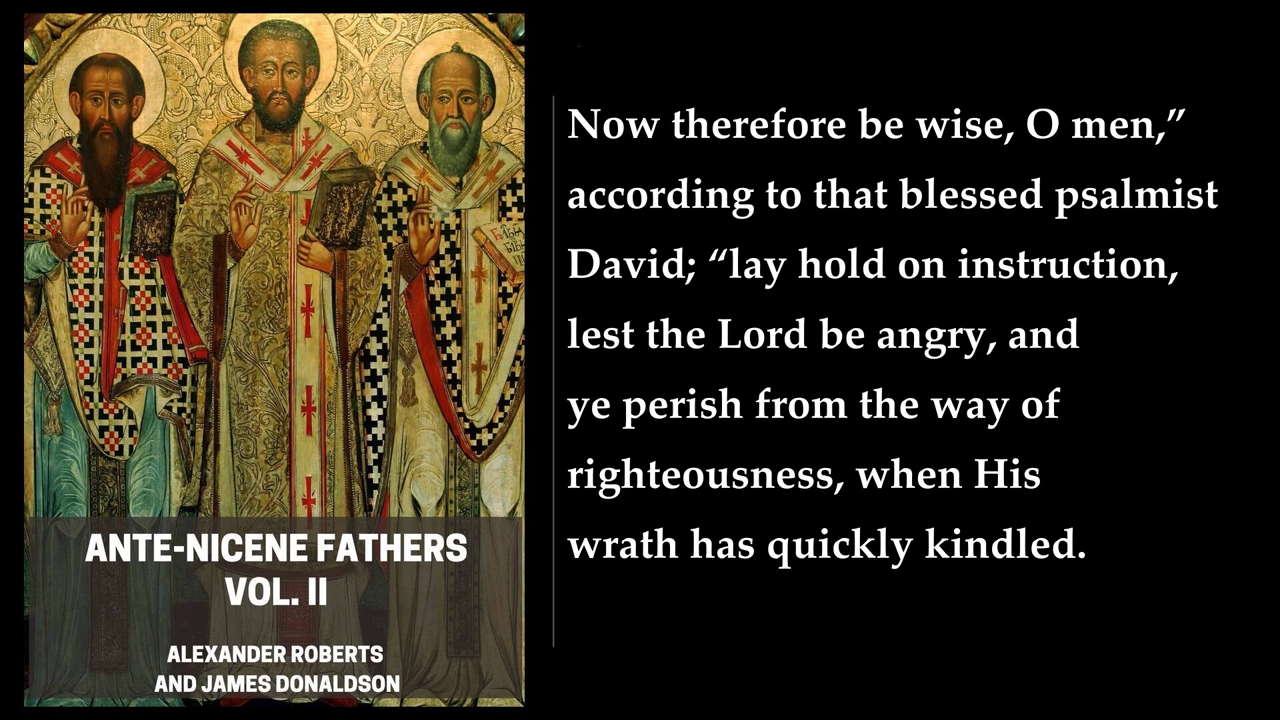 ANTE-NICENE FATHERS
VOL. II
ALEXANDER ROBERTS
AND JAMES DONALDSON
Now therefore be wise, O men,”
according to that blessed psalmist
David; “lay hold on instruction,
lest the Lord be angry, and
ye perish from the way of
righteousness, when His
wrath has quickly kindled.